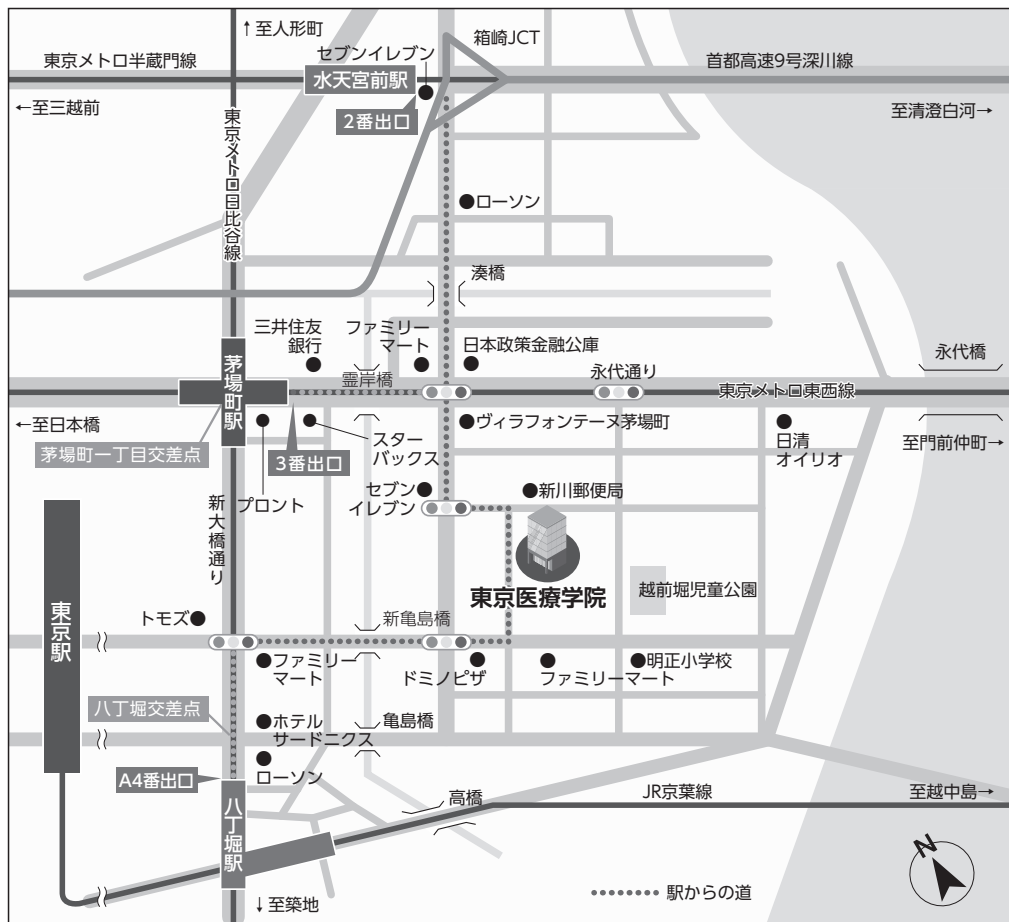 ↑至人形町
セブンイレブン
箱崎JCT
東京メトロ半蔵門線
水天宮前駅
首都高速9号深川線
←至三越前
2番出口
至清澄白河→
東京メトロ日比谷線
ローソン
湊橋
三井住友
銀行
ファミリー
マート
日本政策金融公庫
永代通り
永代橋
茅場町駅
霊岸橋
東京メトロ東西線
←至日本橋
茅場町一丁目交差点
3番出口
スター
バックス
ヴィラフォンテーヌ茅場町
日清
オイリオ
至門前仲町→
プロント
セブン
イレブン
新川郵便局
新大橋通り
東京医療学院
越前堀児童公園
東京駅
トモズ
新亀島橋
ファミリー
マート
ドミノピザ
ファミリーマート
明正小学校
八丁堀交差点
ホテル
サードニクス
亀島橋
ローソン
A4番出口
八丁堀駅
高橋
JR京葉線
至越中島→
N
↓至築地
駅からの道